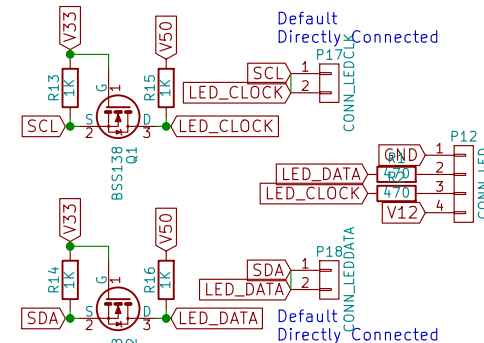 Default
Directly Connected
V33
V50
P17
R13
1K
R15
1K
SCL
1
LED_CLOCK
2
CONN_LEDCLK
G
1
SCL
S
2
D
3
LED_CLOCK
BSS138
Q1
P12
GND
1
R1
LED_DATA
470
2
R2
LED_CLOCK
470
3
V12
4
CONN_LED
V33
V50
P18
R14
1K
R16
1K
SDA
1
LED_DATA
2
CONN_LEDDATA
G
1
SDA
S
2
D
3
LED_DATA
Default
Directly Connected